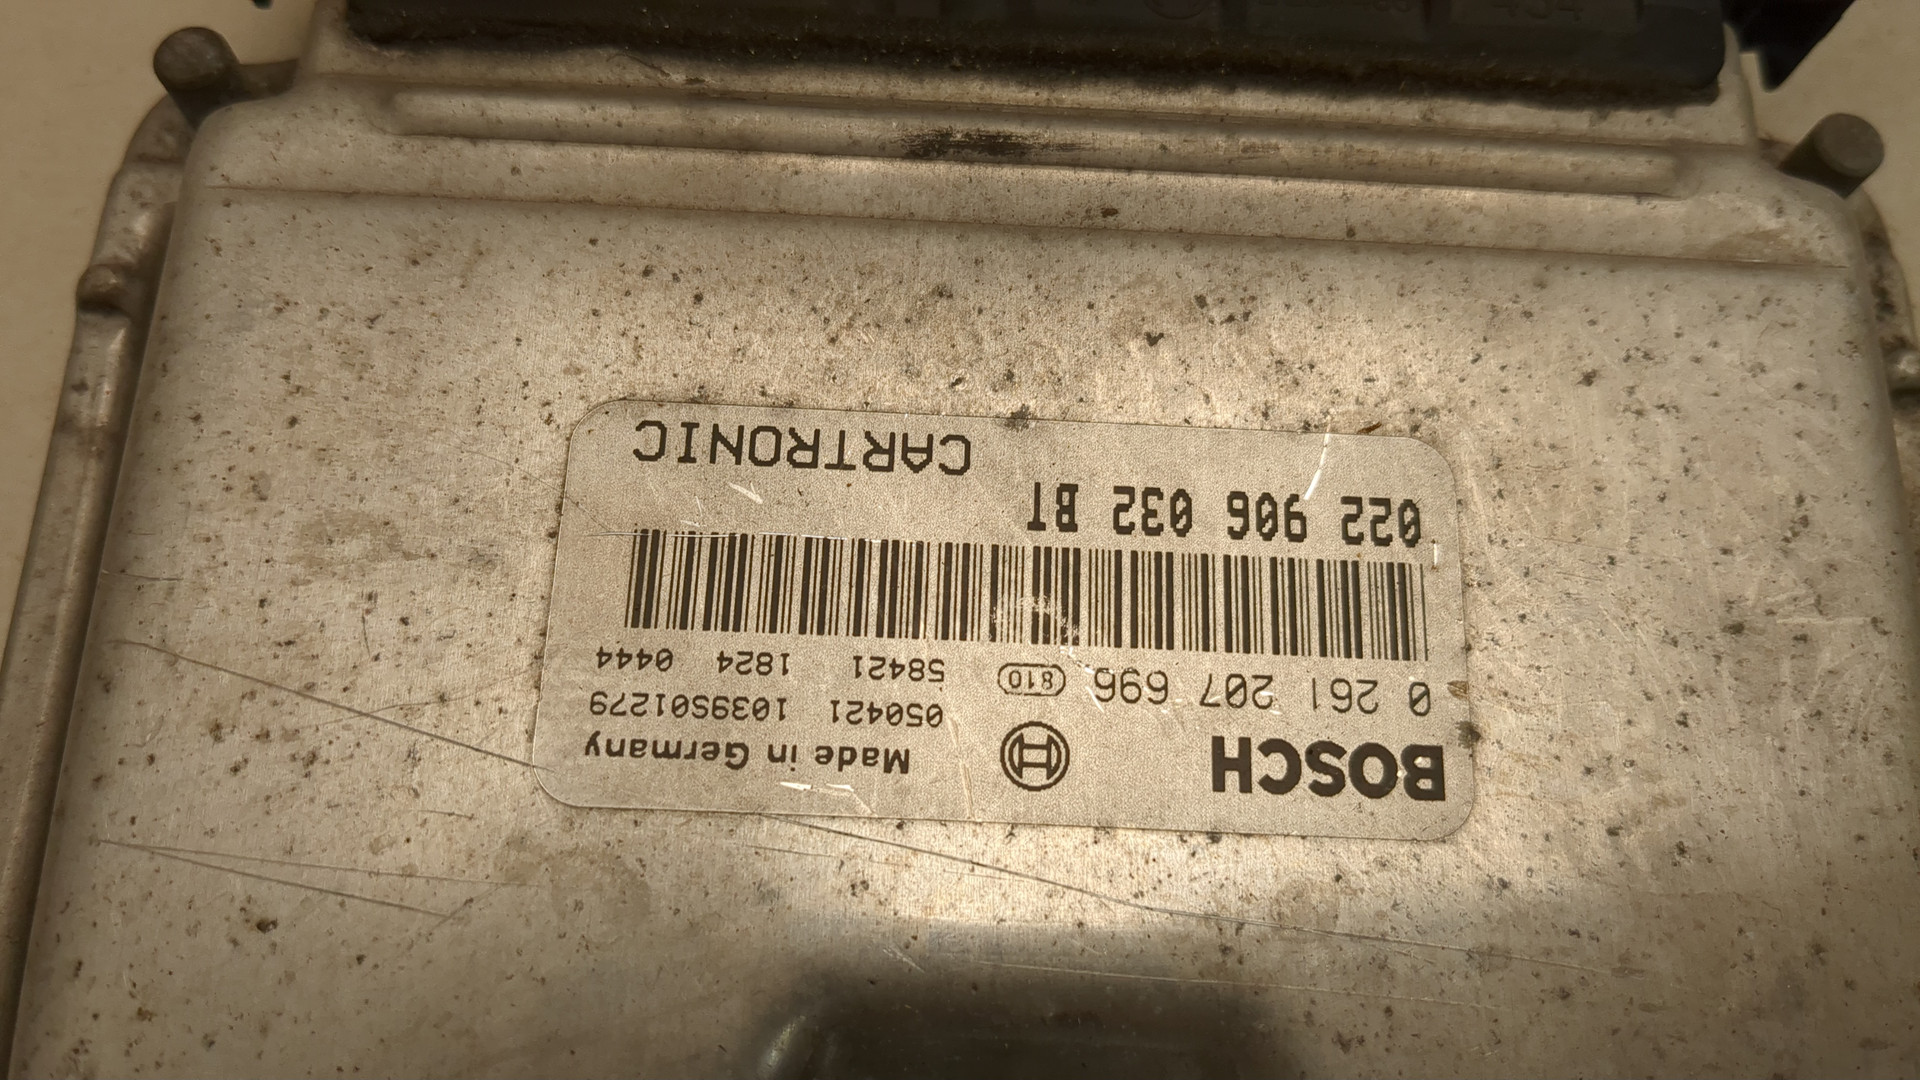 BOSCH
Made in Germany
0 261 207 696
050421 1039S01279
810
58421 1824 0444
022 906 032 BT
CARTRONIC